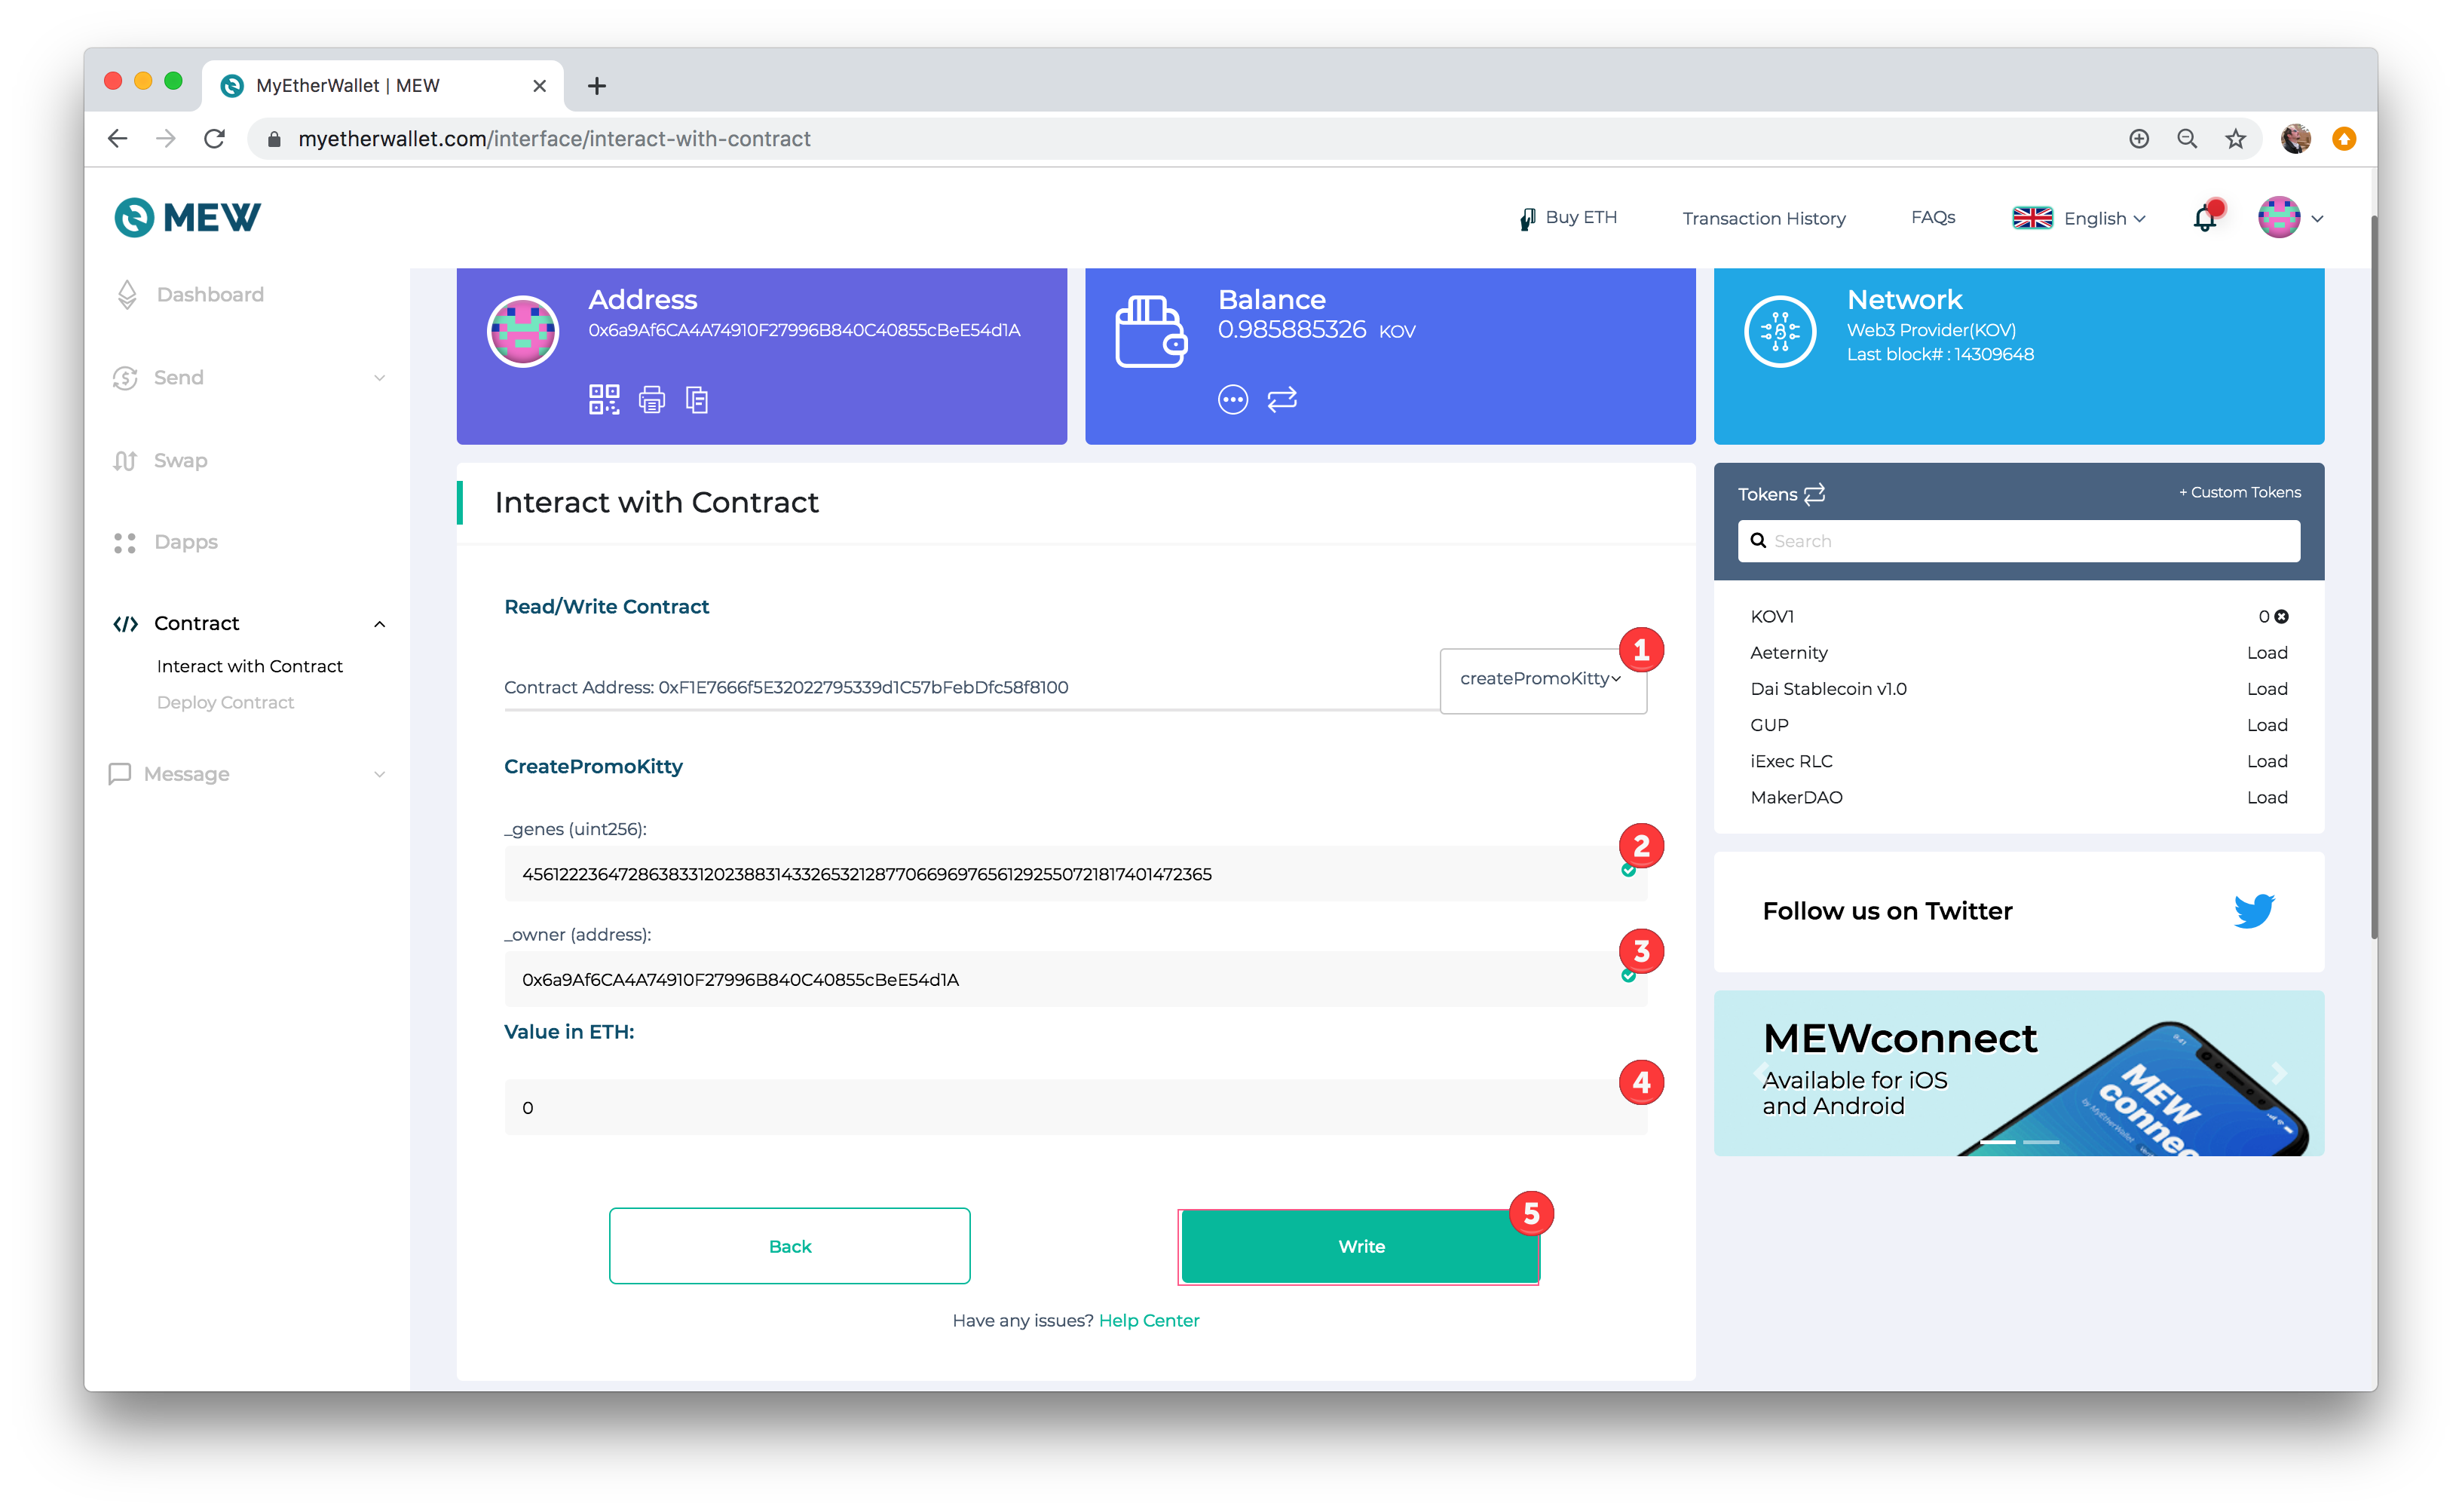 MyEtherWallet | MEW
myetherwallet.com/interface/interact-with-contract
MEW
Buy ETH
Transaction History
FAQs
English
Dashboard
Send
Swap
Dapps
Contract
Interact with Contract
Deploy Contract
Message
Address
0x6a9Af6CA4A74910F27996B840C40855cBeE54d1A
Balance
0.985885326 KOV
Network
Web3 Provider(KOV)
Last block# : 14309648
Interact with Contract
Read/Write Contract
1
Contract Address: 0xF1E7666f5E32022795339d1C57bFebDfc58f8100
createPromoKitty
CreatePromoKitty
_genes (uint256):
2
456122236472863833120238831433265321287706696976561292550721817401472365
_owner (address):
3
0x6a9Af6CA4A74910F27996B840C40855cBeE54d1A
Value in ETH:
4
0
5
Back
Write
Have any issues? Help Center
Tokens
+ Custom Tokens
Search
KOV1 0
Aeternity Load
Dai Stablecoin v1.0 Load
GUP Load
iExec RLC Load
MakerDAO Load
Follow us on Twitter
MEWconnect
Available for iOS
and Android
MEW
connec